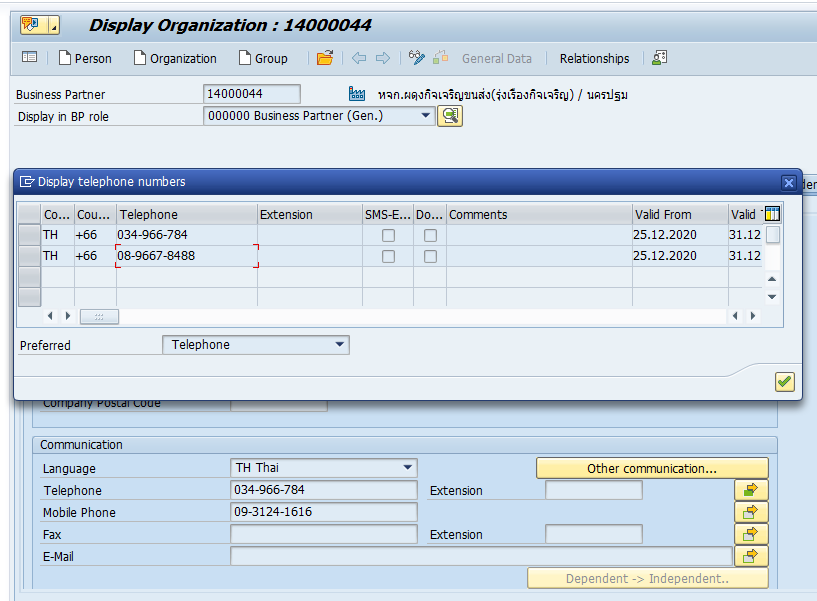 Display Organization : 14000044
Person Organization Group General Data Relationships
Business Partner 14000044 หจก.ผดุงกิจเจริญขนส่ง(รุ่งเรืองกิจเจริญ) / นครปฐม
Display in BP role 000000 Business Partner (Gen.)
Display telephone numbers
Co... Cou... Telephone Extension SMS-E... Do... Comments Valid From Valid
TH +66 034-966-784 25.12.2020 31.12
TH +66 08-9667-8488 25.12.2020 31.12
Preferred Telephone
Company Postal Code
Communication
Language TH Thai Other communication...
Telephone 034-966-784 Extension
Mobile Phone 09-3124-1616
Fax Extension
E-Mail
Dependent -> Independent..